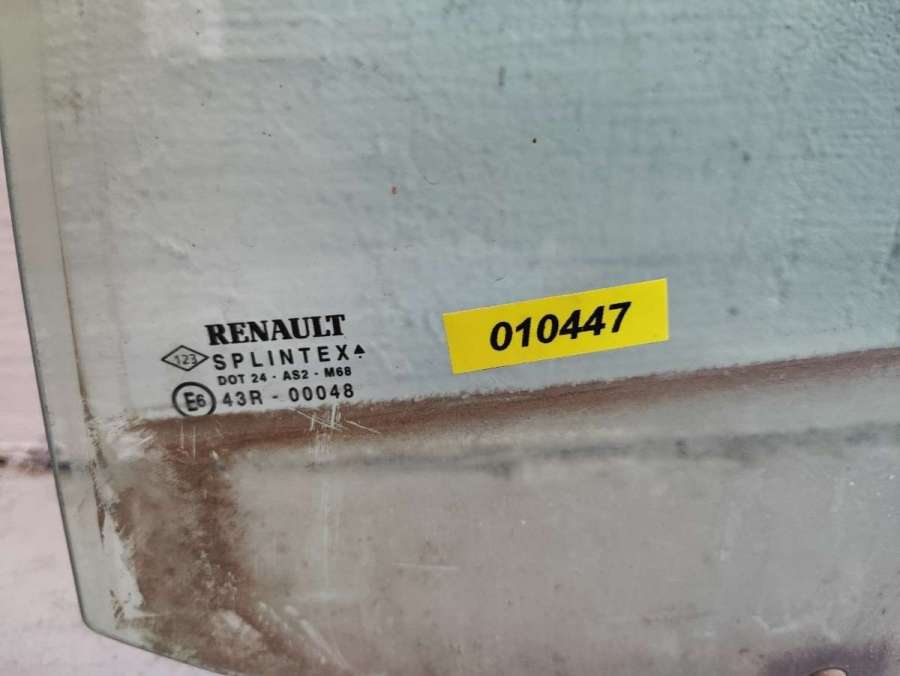 RENAULT
123 SPLINTEX
DOT 24 - AS2 - M68
E6 43R - 00048
010447